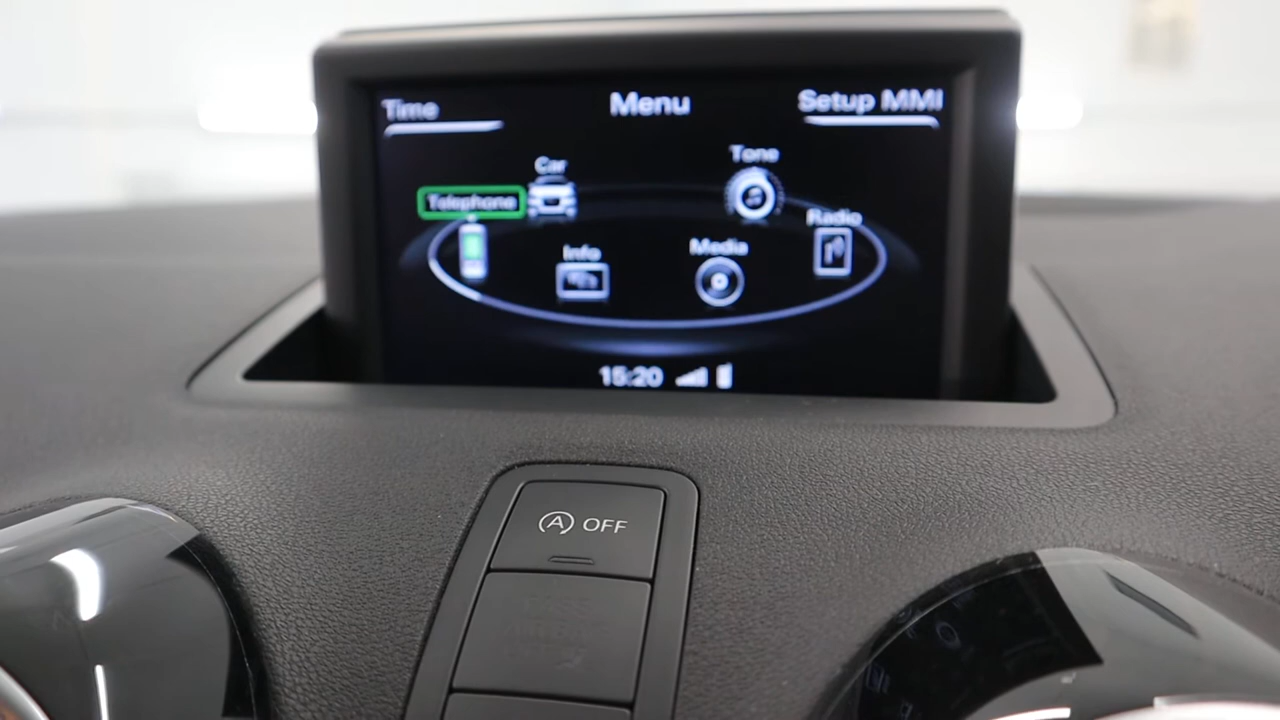 Time
Menu
Setup MMI
Car
Tone
Telephone
Radio
Info
Media
15:20
A OFF